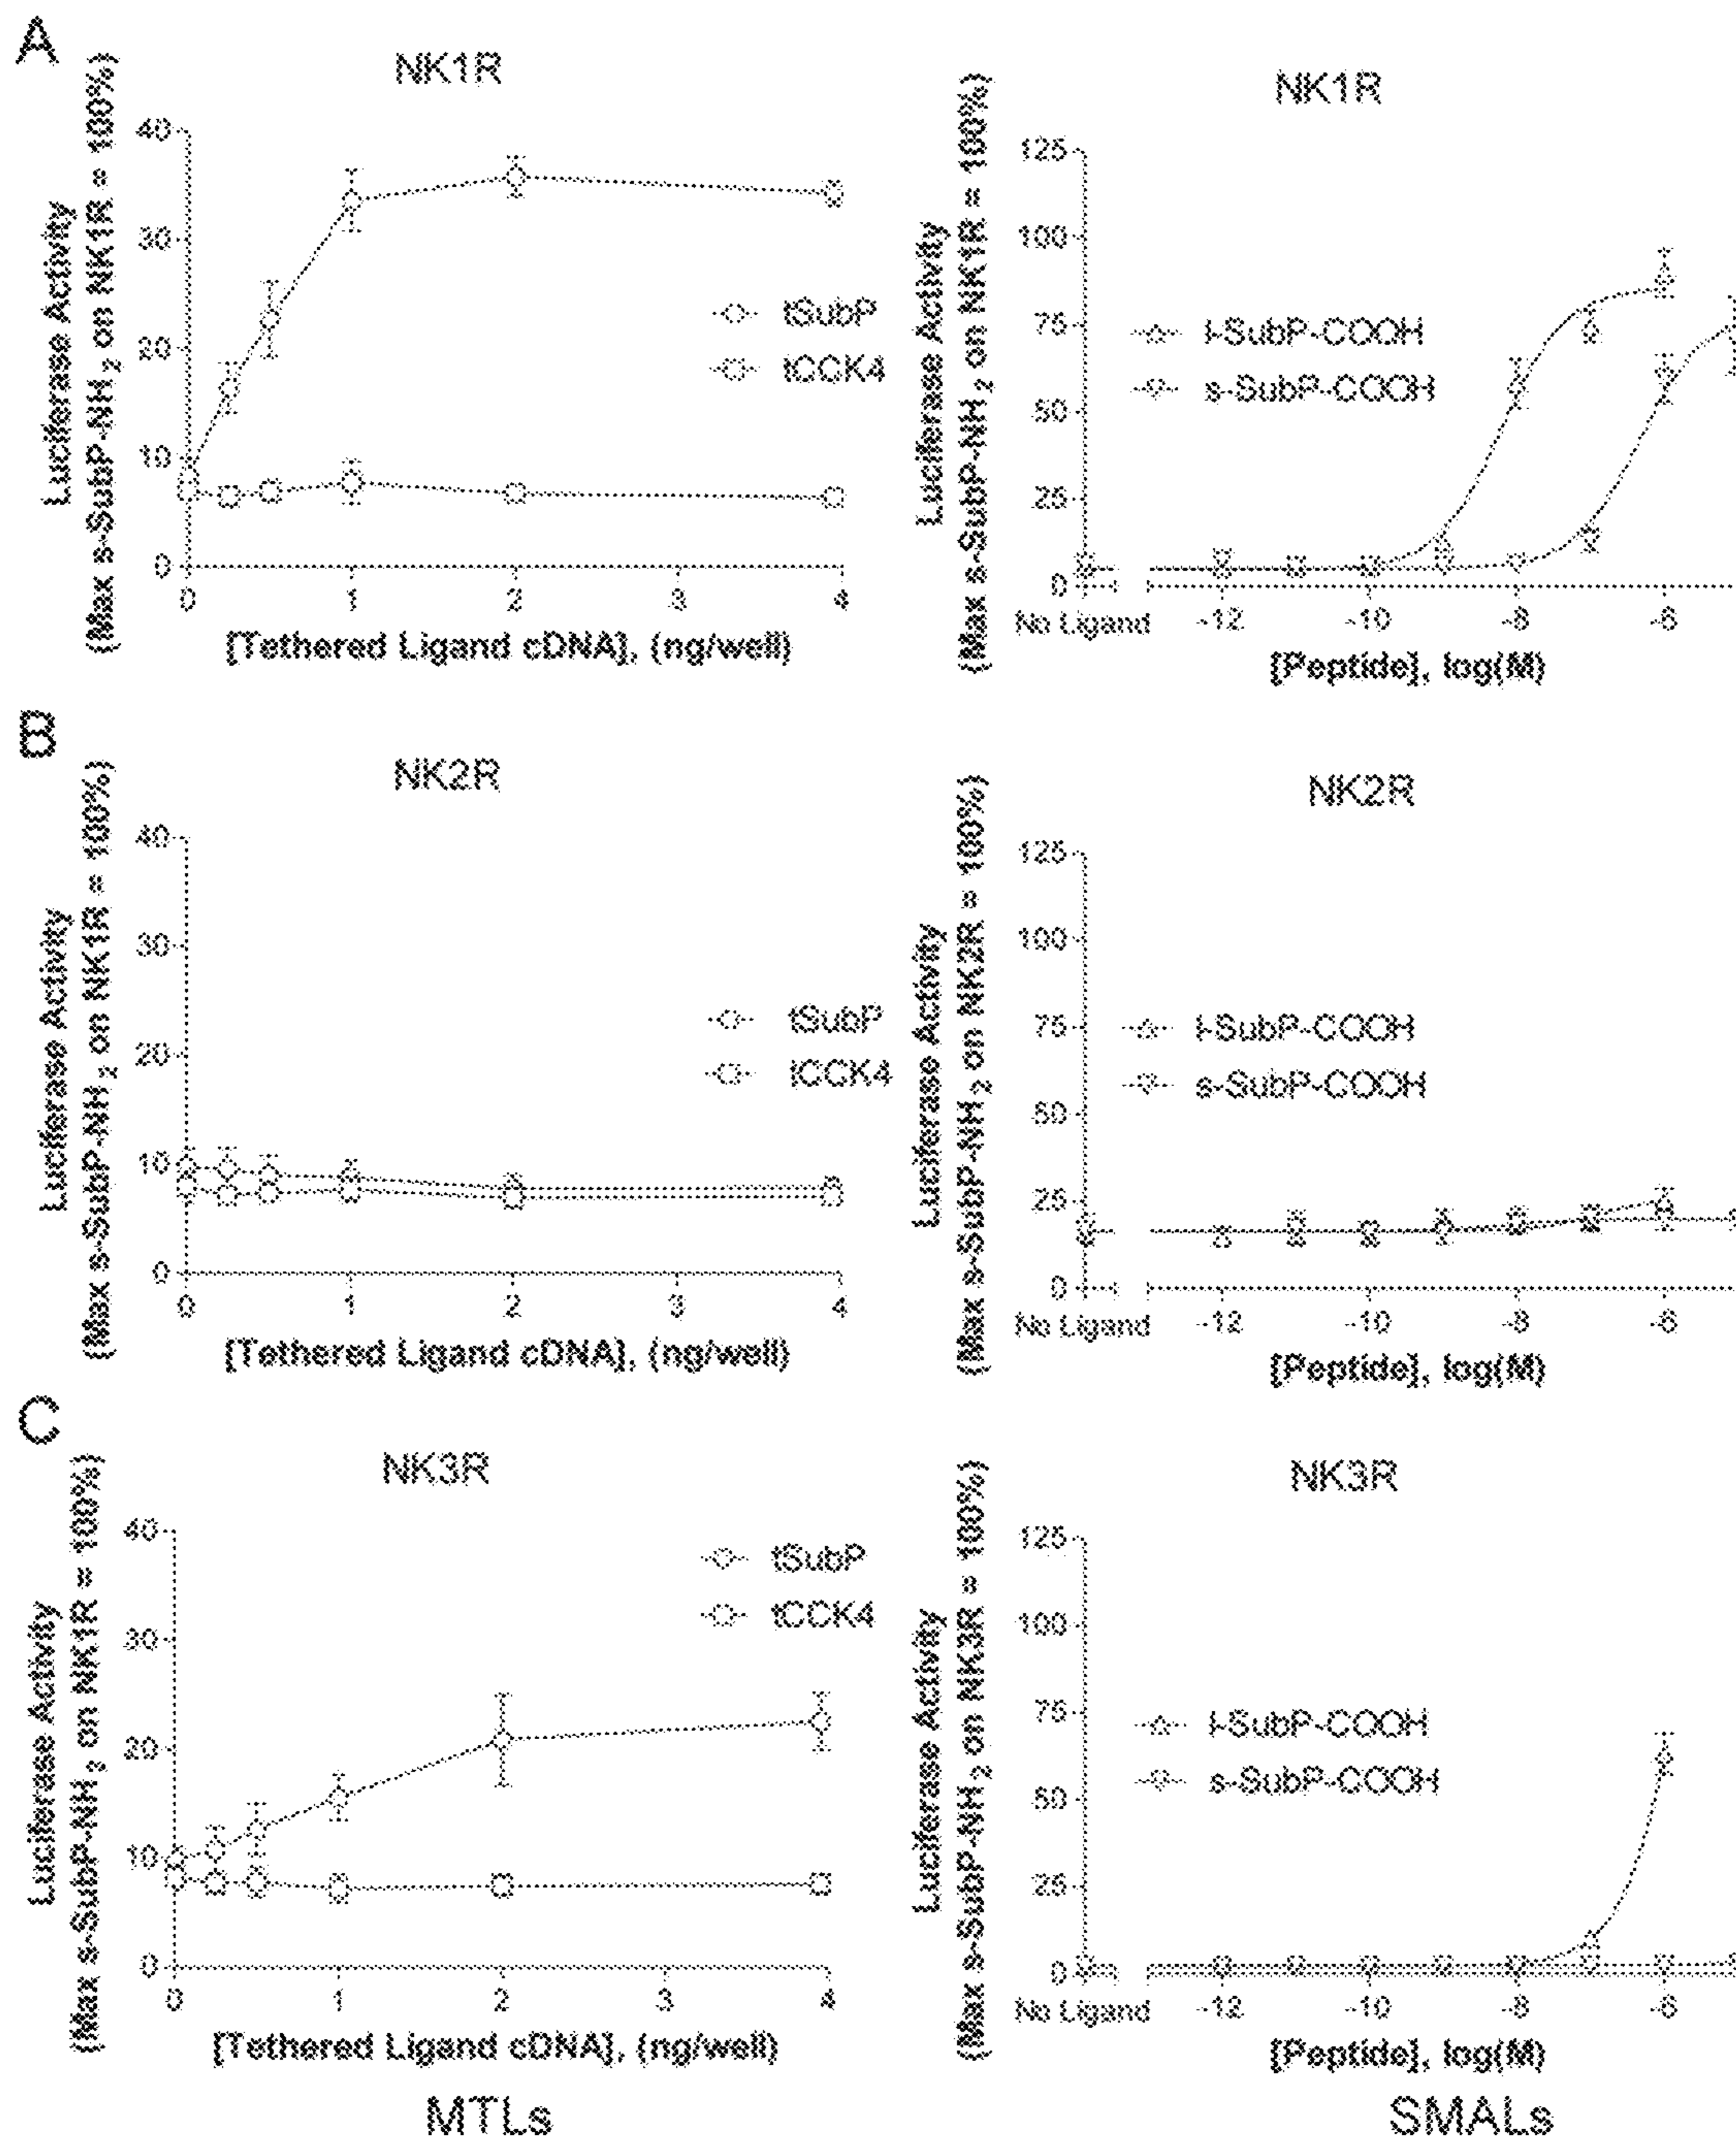 A
NK1R
Luciferase Activity
(Max s-SubP-NH2 on NK1R = 100%)
40
30
20
10
0
0 1 2 3 4
[Tethered Ligand cDNA], (ng/well)
tSubP
tCCK4
NK1R
Luciferase Activity
(Max s-SubP-NH2 on NK1R = 100%)
125
100
75
50
25
0
No Ligand -12 -10 -8 -6
[Peptide], log(M)
l-SubP-COOH
s-SubP-COOH
B
NK2R
Luciferase Activity
(Max s-SubP-NH2 on NK1R = 100%)
40
30
20
10
0
0 1 2 3 4
[Tethered Ligand cDNA], (ng/well)
tSubP
tCCK4
NK2R
Luciferase Activity
(Max s-SubP-NH2 on NK2R = 100%)
125
100
75
50
25
0
No Ligand -12 -10 -8 -6
[Peptide], log(M)
l-SubP-COOH
s-SubP-COOH
C
NK3R
Luciferase Activity
(Max s-SubP-NH2 on NK1R = 100%)
40
30
20
10
0
0 1 2 3 4
[Tethered Ligand cDNA], (ng/well)
tSubP
tCCK4
MTLs
NK3R
Luciferase Activity
(Max s-SubP-NH2 on NK3R = 100%)
125
100
75
50
25
0
No Ligand -12 -10 -8 -6
[Peptide], log(M)
l-SubP-COOH
s-SubP-COOH
SMALs